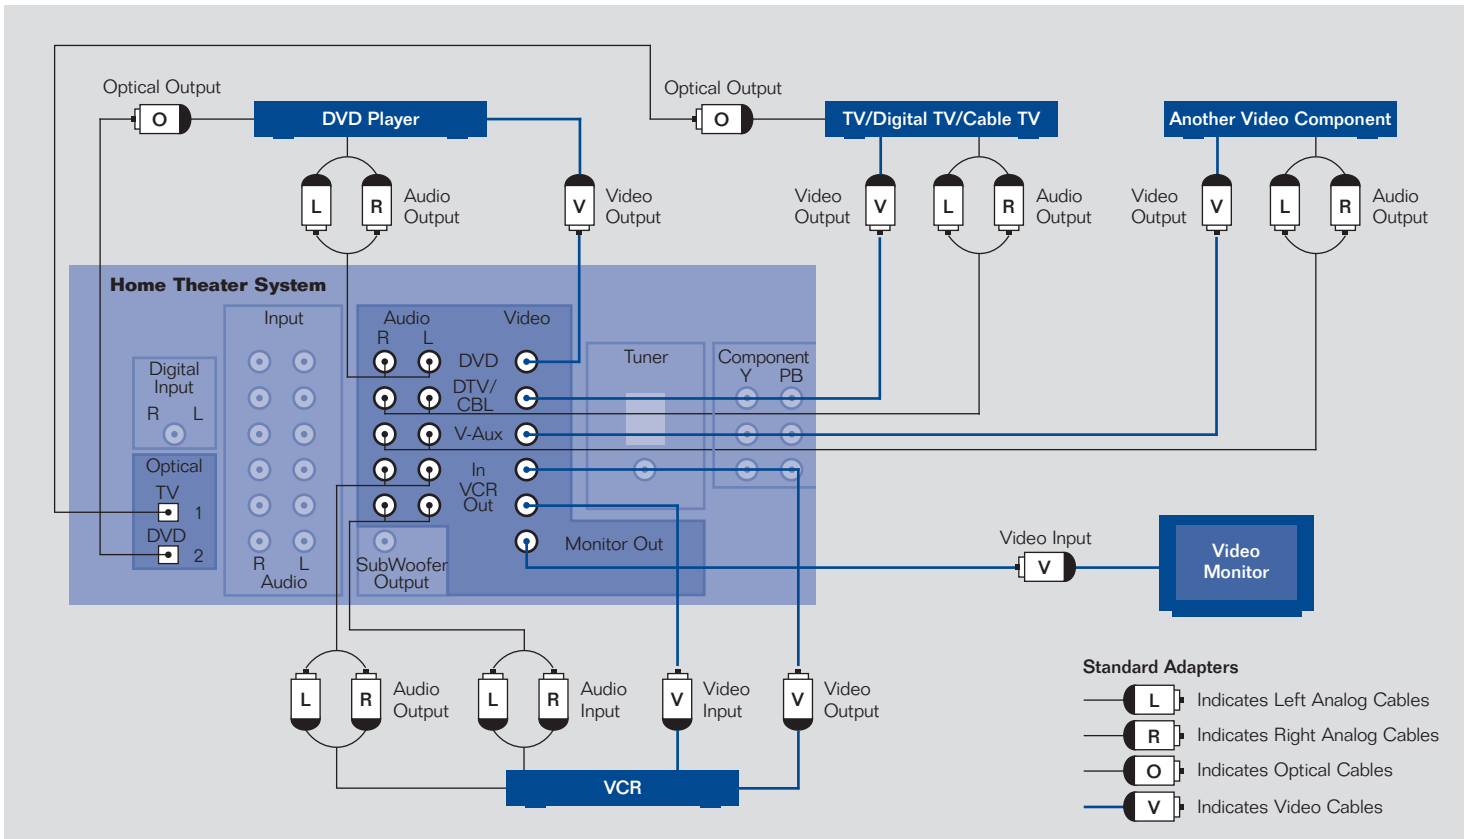 Optical Output
O
DVD Player
L
R
Audio
Output
V
Video
Output
Optical Output
O
TV/Digital TV/Cable TV
Video
Output
V
L
R
Audio
Output
Another Video Component
Video
Output
V
L
R
Audio
Output
Home Theater System
Digital
Input
R L
Optical
TV
1
DVD
2
Input
R L
Audio
Audio
R L
Video
DVD
DTV/
CBL
V-Aux
In
VCR
Out
Monitor Out
SubWoofer
Output
Tuner
Component
Y PB
Video Input
V
Video
Monitor
L
R
Audio
Output
L
R
Audio
Input
V
Video
Input
V
Video
Output
VCR
Standard Adapters
L Indicates Left Analog Cables
R Indicates Right Analog Cables
O Indicates Optical Cables
V Indicates Video Cables